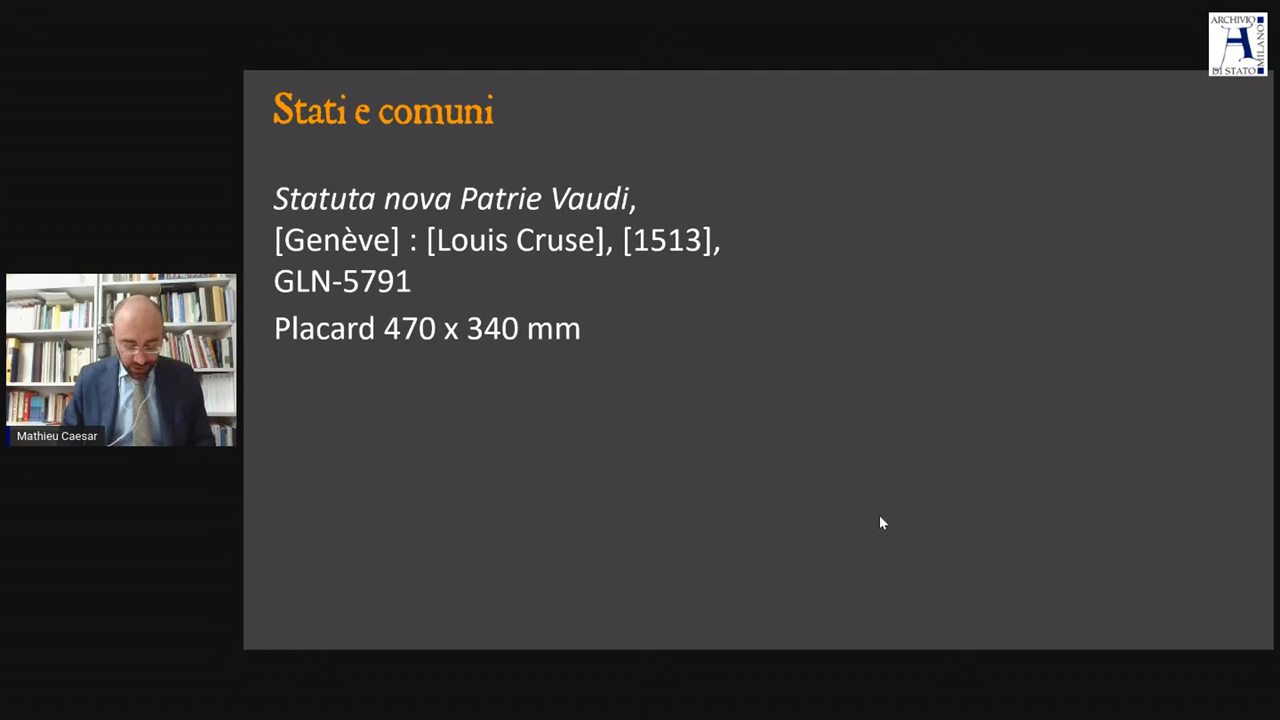 ARCHIVIO
DI STATO
MILANO
Stati e comuni
Statuta nova Patrie Vaudi,
[Genève] : [Louis Cruse], [1513],
GLN-5791
Placard 470 x 340 mm
Mathieu Caesar